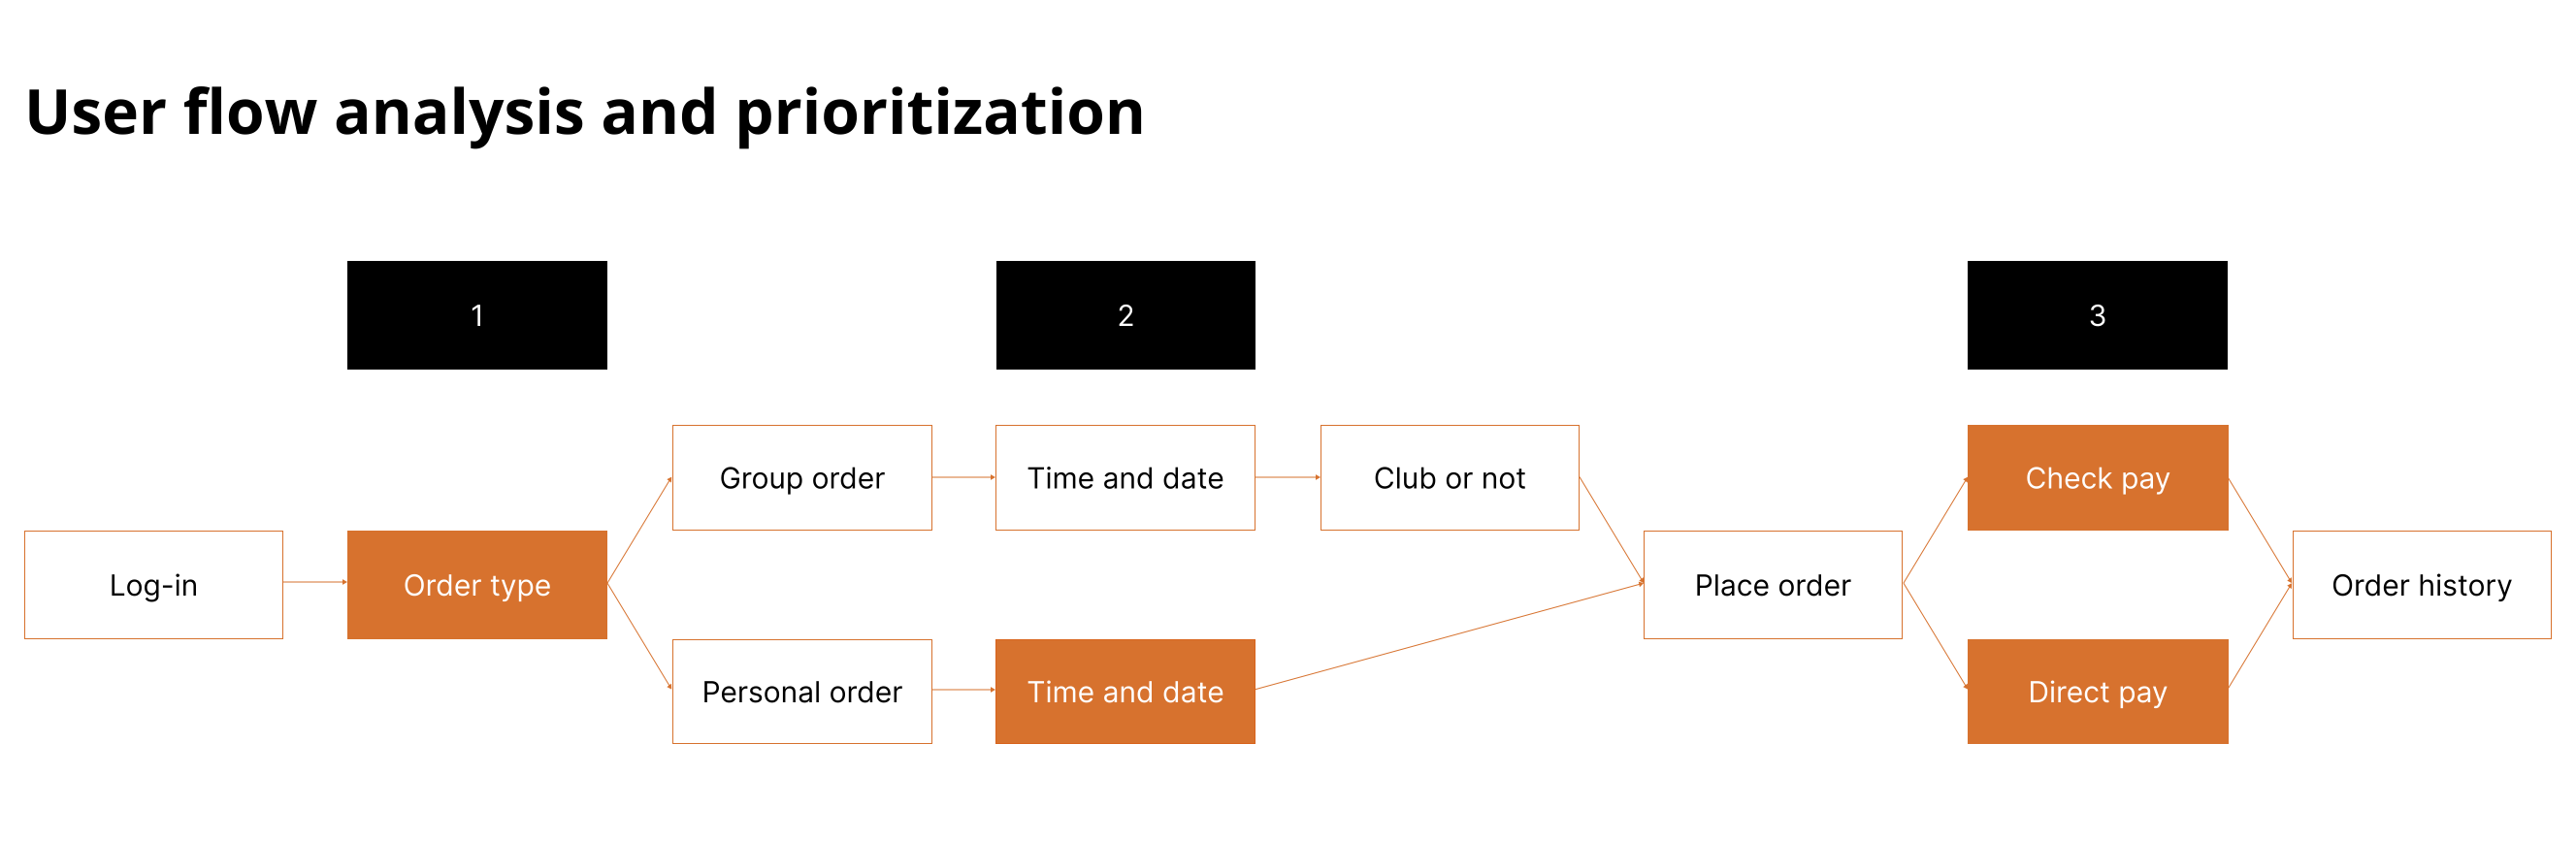 User flow analysis and prioritization
1
2
3
Group order
Time and date
Club or not
Check pay
Log-in
Order type
Place order
Order history
Personal order
Time and date
Direct pay